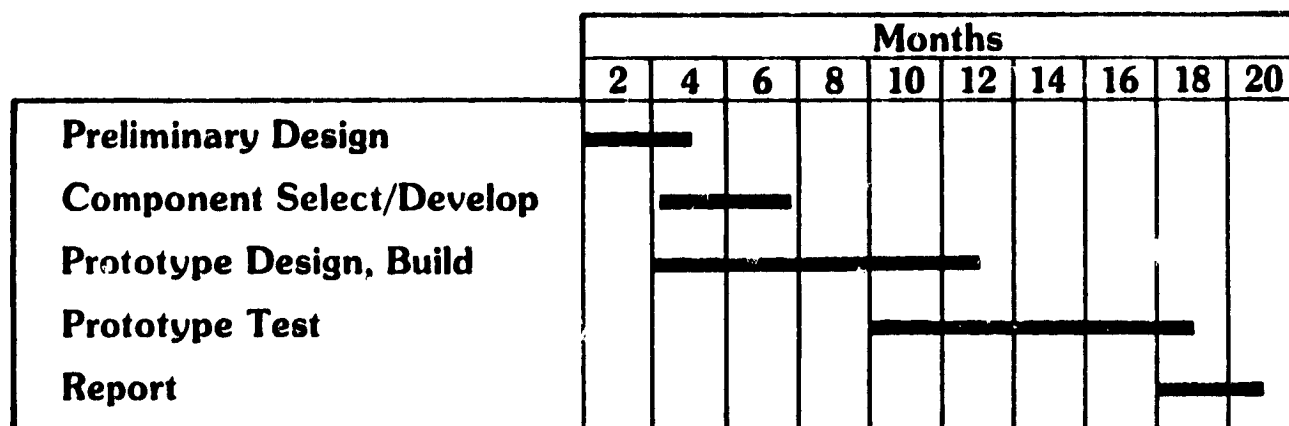 Months
2 4 6 8 10 12 14 16 18 20
Preliminary Design
Component Select/Develop
Prototype Design, Build
Prototype Test
Report